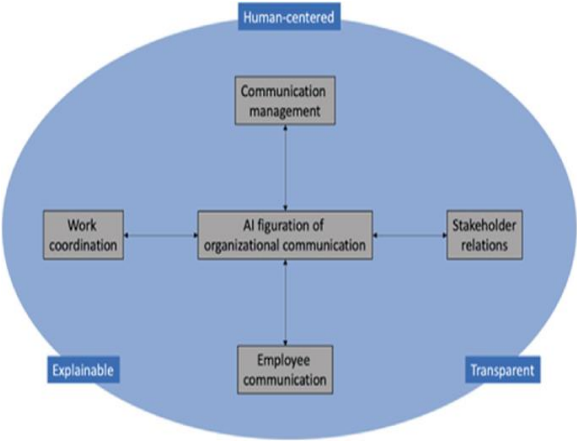 Human-centered
Communication
management
Work
coordination
AI figuration of
organizational communication
Stakeholder
relations
Employee
communication
Explainable
Transparent